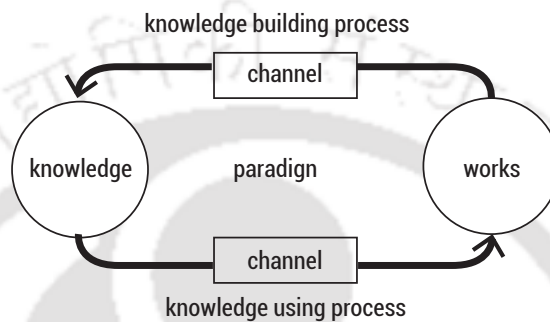 knowledge building process
channel
knowledge
paradign
works
channel
knowledge using process